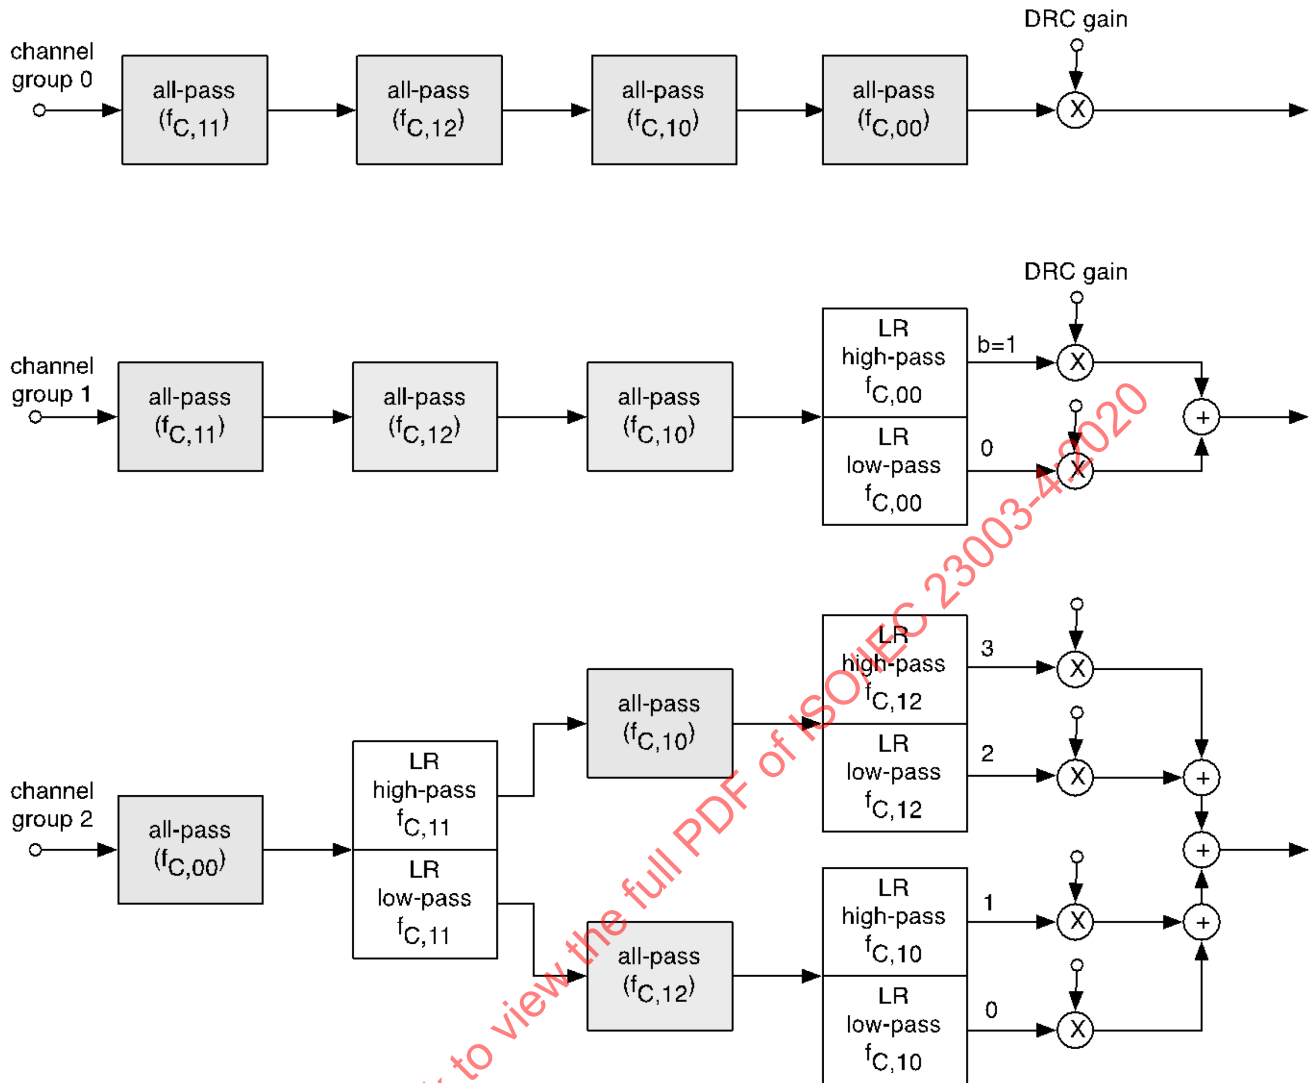 DRC gain
channel
group 0
all-pass
(fC,11)
all-pass
(fC,12)
all-pass
(fC,10)
all-pass
(fC,00)
X
DRC gain
channel
group 1
all-pass
(fC,11)
all-pass
(fC,12)
all-pass
(fC,10)
LR
high-pass
fC,00
LR
low-pass
fC,00
b=1
0
X
X
+
channel
group 2
all-pass
(fC,00)
LR
high-pass
fC,11
LR
low-pass
fC,11
all-pass
(fC,10)
all-pass
(fC,12)
LR
high-pass
fC,12
LR
low-pass
fC,12
3
2
X
X
+
+
LR
high-pass
fC,10
LR
low-pass
fC,10
1
0
X
X
+
to view the full PDF of ISO/IEC 23003-4:2020